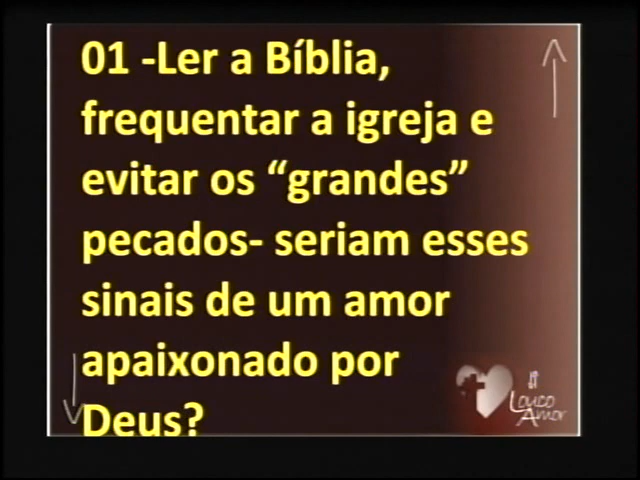 01 -Ler a Bíblia,
frequentar a igreja e
evitar os “grandes”
pecados- seriam esses
sinais de um amor
apaixonado por
Deus?
Louco
Amor